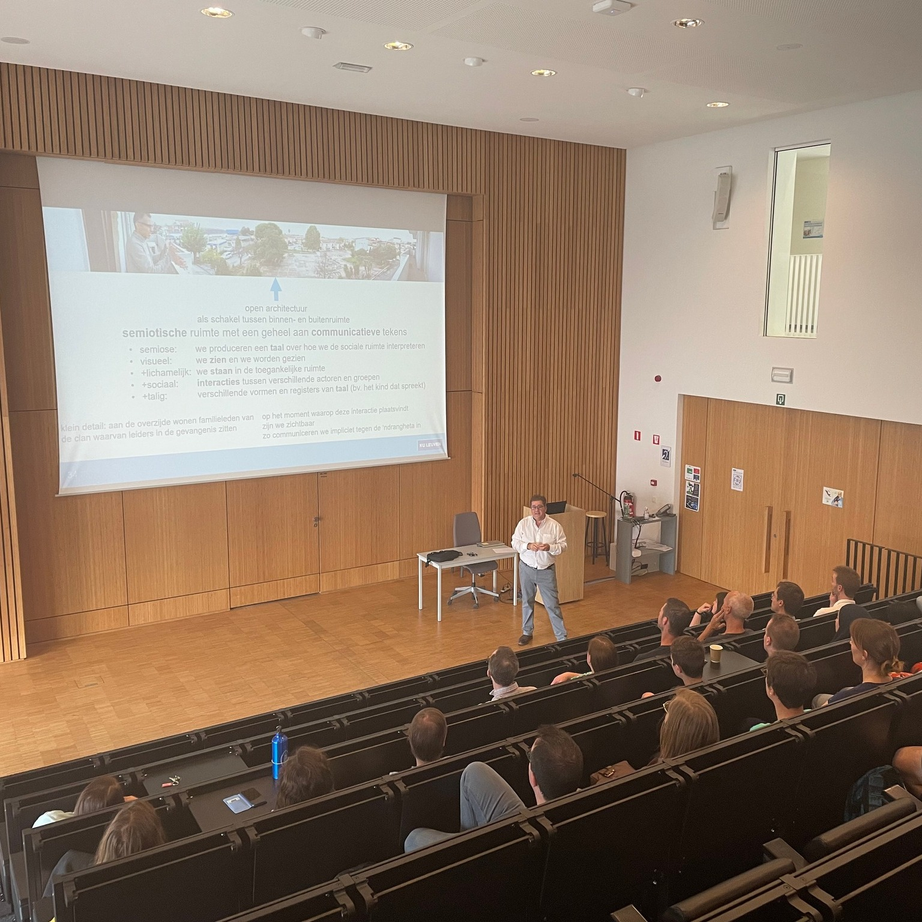 open architectuur
als schakel tussen binnen- en buitenruimte
semiotische ruimte met een geheel aan communicatieve tekens
• semiose: we produceren een taal over hoe we de sociale ruimte interpreteren
• visueel: we zien en we worden gezien
• +lichamelijk: we staan in de toegankelijke ruimte
• +sociaal: interacties tussen verschillende actoren en groepen
• +talig: verschillende vormen en registers van taal (bv. het kind dat spreekt)
klein detail: aan de overzijde wonen familieleden van
de clan waarvan leiders in de gevangenis zitten
op het moment waarop deze interactie plaatsvindt
zijn we zichtbaar
zo communiceren we impliciet tegen de 'ndrangheta in
KU LEUVEN